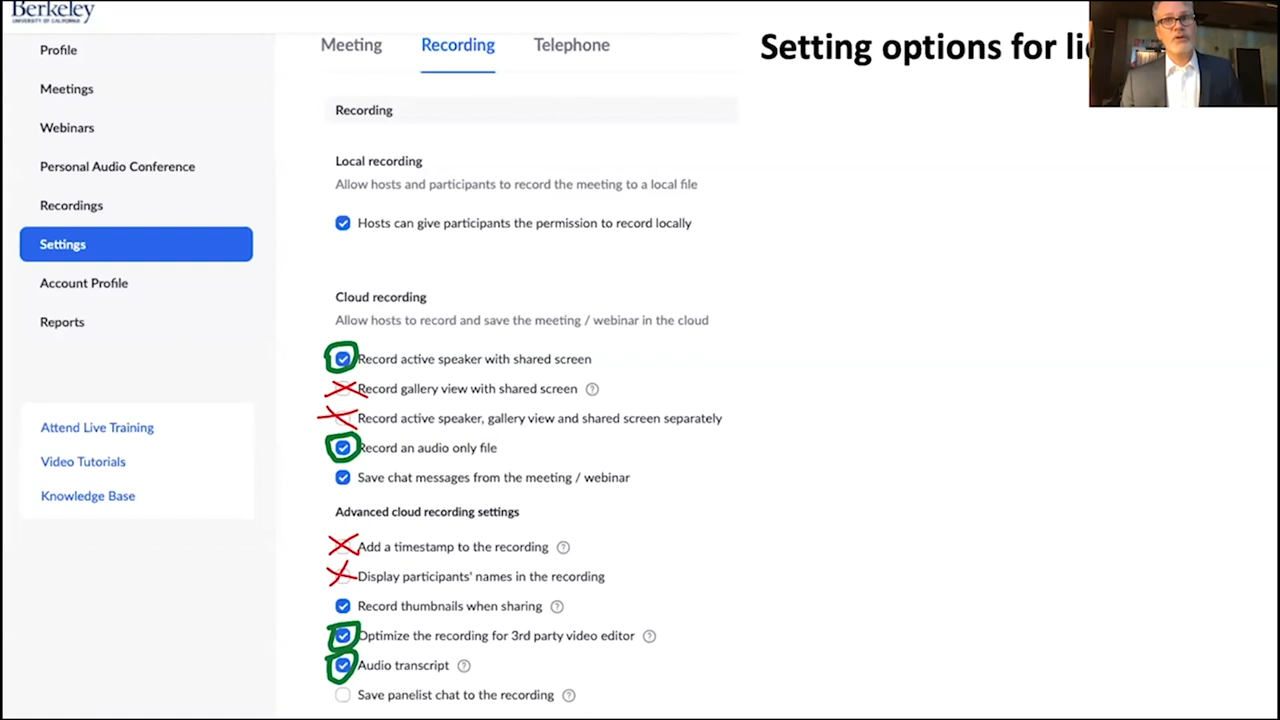 Berkeley
UNIVERSITY OF CALIFORNIA
Profile
Meetings
Webinars
Personal Audio Conference
Recordings
Settings
Account Profile
Reports
Attend Live Training
Video Tutorials
Knowledge Base
Meeting
Recording
Telephone
Setting options for
Recording
Local recording
Allow hosts and participants to record the meeting to a local file
Hosts can give participants the permission to record locally
Cloud recording
Allow hosts to record and save the meeting / webinar in the cloud
Record active speaker with shared screen
Record gallery view with shared screen ?
Record active speaker, gallery view and shared screen separately
Record an audio only file
Save chat messages from the meeting / webinar
Advanced cloud recording settings
Add a timestamp to the recording ?
Display participants' names in the recording
Record thumbnails when sharing ?
Optimize the recording for 3rd party video editor ?
Audio transcript ?
Save panelist chat to the recording ?